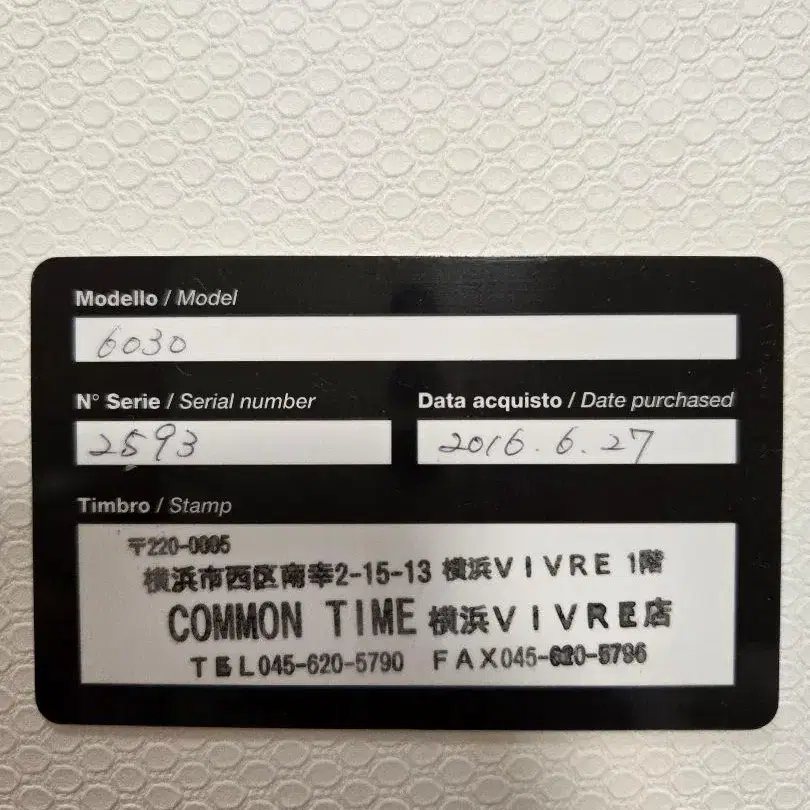 Modello / Model
6030
N° Serie / Serial number
2593
Data acquisto / Date purchased
2016.6.27
Timbro / Stamp
〒220-0005
横浜市西区南幸2-15-13 横浜VIVRE 1階
COMMON TIME 横浜VIVRE店
TEL045-620-5790 FAX045-620-5796